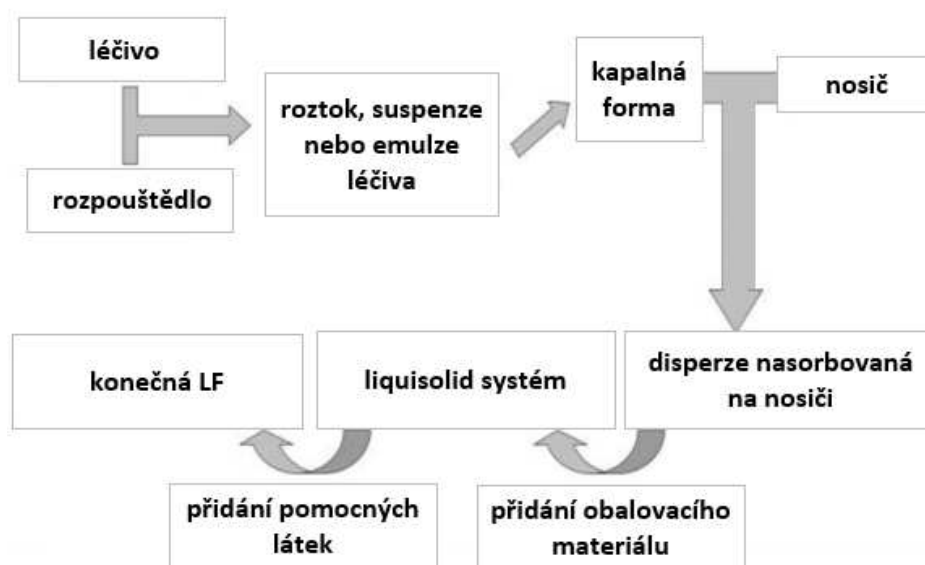 léčivo
rozpouštědlo
roztok, suspenze
nebo emulze
léčiva
kapalná
forma
nosič
disperze nasorbovaná
na nosiči
přidání obalovacího
materiálu
liquisolid systém
přidání pomocných
látek
konečná LF